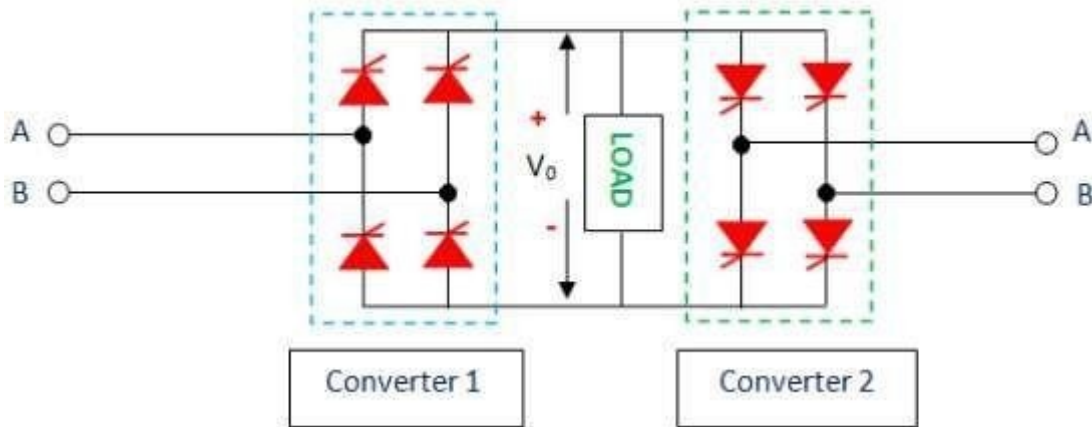 A
B
+
V₀
-
LOAD
A
B
Converter 1
Converter 2